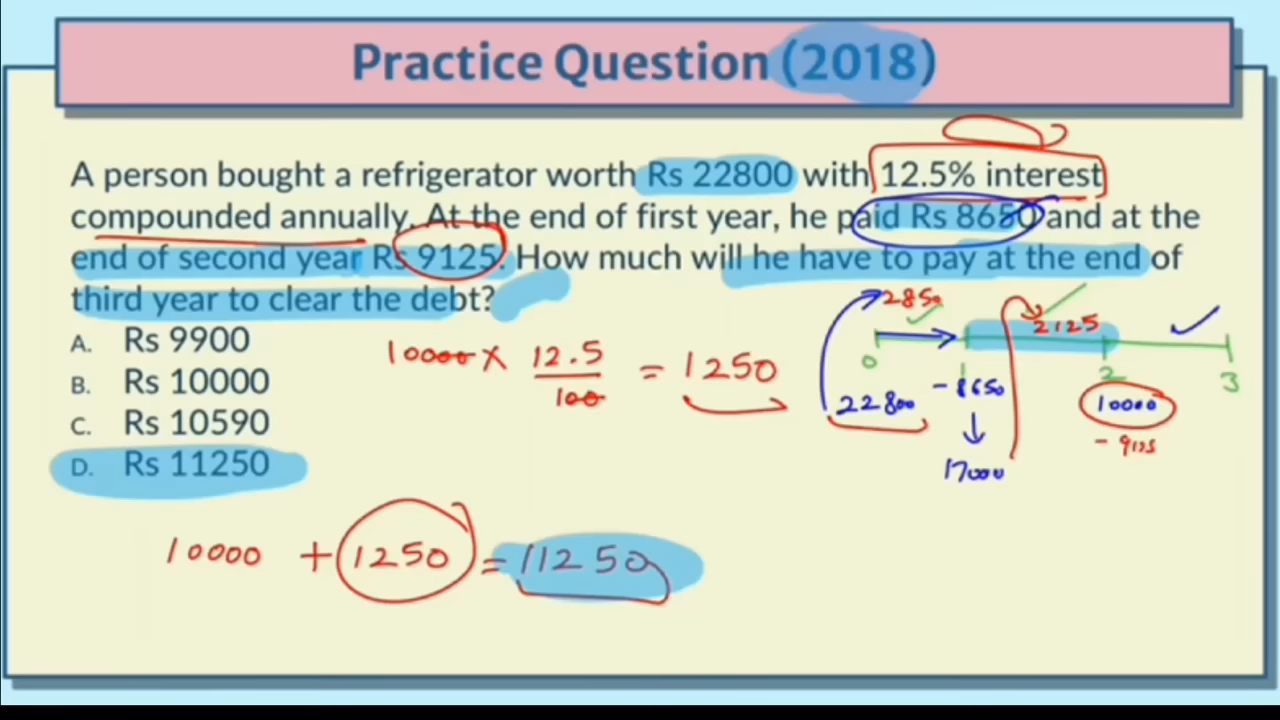 Practice Question (2018)
A person bought a refrigerator worth Rs 22800 with 12.5% interest
compounded annually. At the end of first year, he paid Rs 8650 and at the
end of second year Rs 9125. How much will he have to pay at the end of
third year to clear the debt?
A. Rs 9900
B. Rs 10000
C. Rs 10590
D. Rs 11250
10000 × 12.5/100 = 1250
2850
2125
0 1 2 3
22800 - 8650 10000
17000 - 9125
10000 + 1250 = 11250